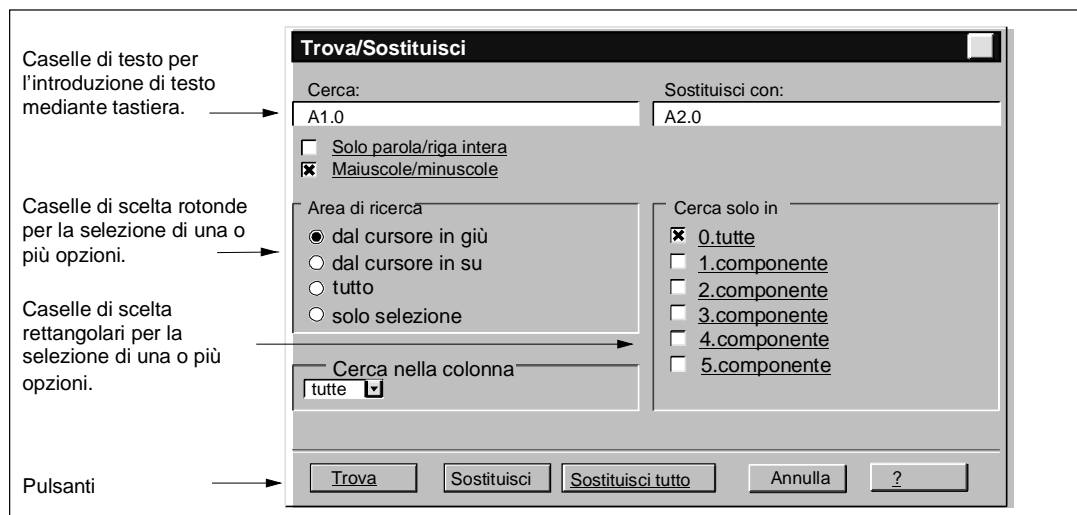 Caselle di testo per
l'introduzione di testo
mediante tastiera.
Caselle di scelta rotonde
per la selezione di una o
più opzioni.
Caselle di scelta
rettangolari per la
selezione di una o più
opzioni.
Pulsanti
Trova/Sostituisci
Cerca:
A1.0
Sostituisci con:
A2.0
Solo parola/riga intera
Maiuscole/minuscole
Area di ricerca
dal cursore in giù
dal cursore in su
tutto
solo selezione
Cerca nella colonna
tutte
Cerca solo in
0.tutte
1.componente
2.componente
3.componente
4.componente
5.componente
Trova
Sostituisci
Sostituisci tutto
Annulla
?